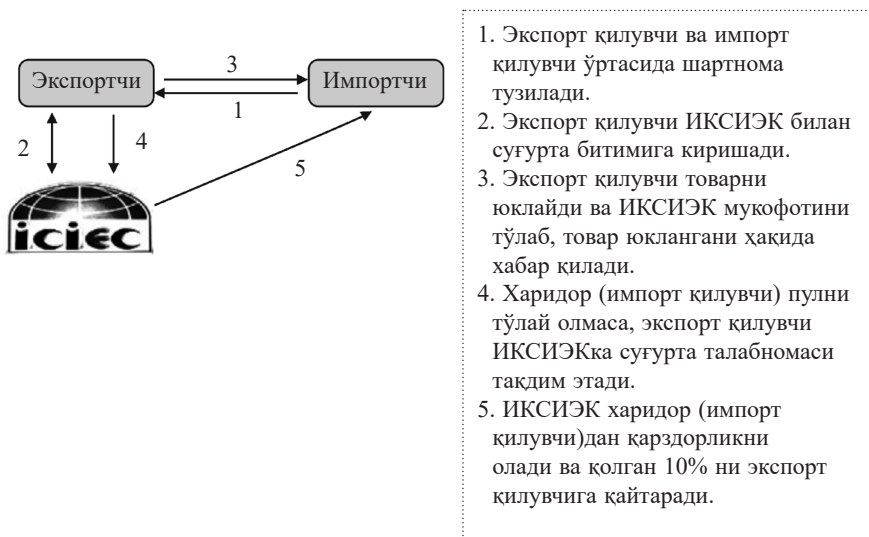 Экспортчи
3
Импортчи
1
2
4
5
iciec
1. Экспорт қилувчи ва импорт
қилувчи ўртасида шартнома
тузилади.
2. Экспорт қилувчи ИКСИЭК билан
суғурта битимига киришади.
3. Экспорт қилувчи товарни
юклайди ва ИКСИЭК мукофотини
тўлаб, товар юклангани ҳақида
хабар қилади.
4. Харидор (импорт қилувчи) пулни
тўлай олмаса, экспорт қилувчи
ИКСИЭКка суғурта талабномаси
тақдим этади.
5. ИКСИЭК харидор (импорт
қилувчи)дан қарздорликни
олади ва қолган 10% ни экспорт
қилувчига қайтаради.